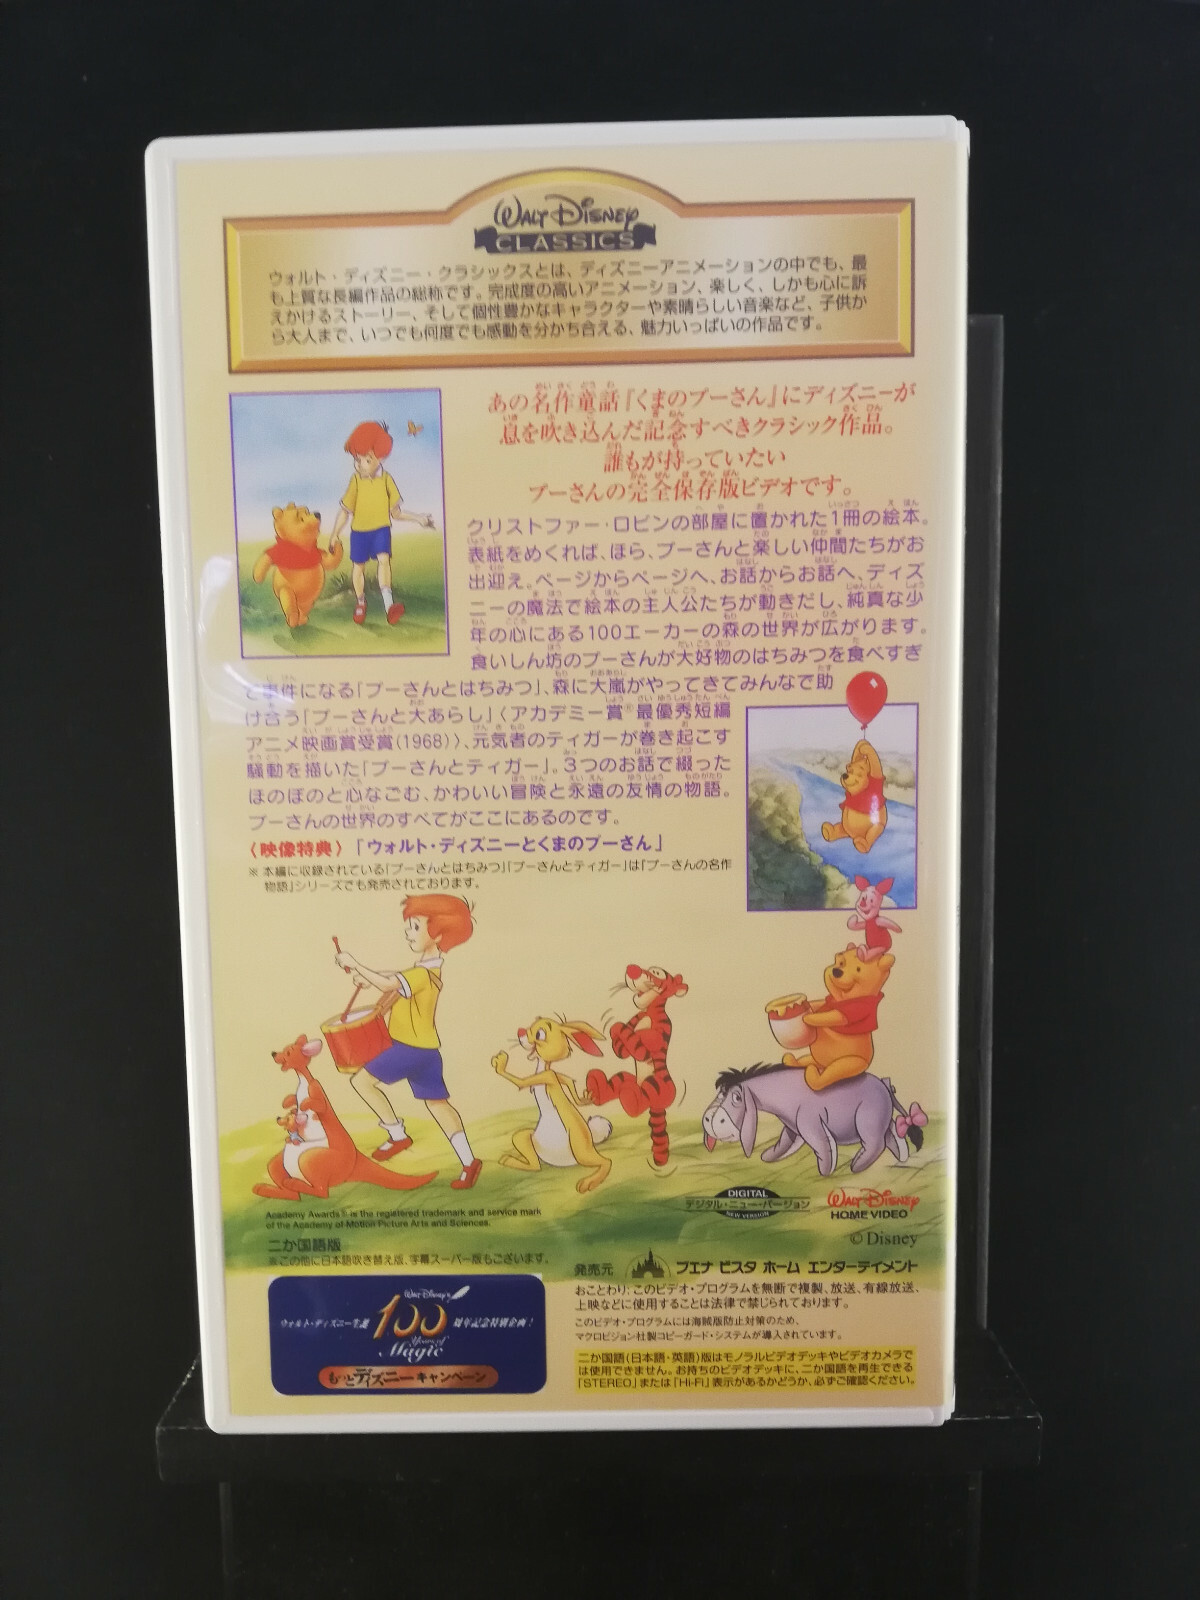 WALT DISNEY
CLASSICS
ウォルト・ディズニー・クラシックスとは、ディズニーアニメーションの中でも、最
も上質な長編作品の総称です。完成度の高いアニメーション、楽しく、しかも心に訴
えかけるストーリー、そして個性豊かなキャラクターや素晴らしい音楽など、子供か
ら大人まで、いつでも何度でも感動を分かち合える、魅力いっぱいの作品です。
あの名作童話『くまのプーさん』にディズニーが
息を吹き込んだ記念すべきクラシック作品。
誰もが持っていたい
プーさんの完全保存版ビデオです。
クリストファー・ロビンの部屋に置かれた1冊の絵本。
表紙をめくれば、ほら、プーさんと楽しい仲間たちがお
出迎え。ページからページへ、お話からお話へ、ディズ
ニーの魔法で絵本の主人公たちが動きだし、純真な少
年の心にある100エーカーの森の世界が広がります。
食いしん坊のプーさんが大好物のはちみつを食べすぎ
て事件になる「プーさんとはちみつ」、森に大嵐がやってきてみんなで助
け合う「プーさんと大あらし」〈アカデミー賞®最優秀短編
アニメ映画賞受賞(1968)〉、元気者のティガーが巻き起こす
騒動を描いた「プーさんとティガー」。3つのお話で綴った
ほのぼのと心なごむ、かわいい冒険と永遠の友情の物語。
プーさんの世界のすべてがここにあるのです。
〈映像特典〉「ウォルト・ディズニーとくまのプーさん」
※本編に収録されている「プーさんとはちみつ」「プーさんとティガー」は「プーさんの名作
物語」シリーズでも発売されております。
Academy Awards® is the registered trademark and service mark
of the Academy of Motion Picture Arts and Sciences.
DIGITAL
デジタル・ニュー・バージョン
NEW VERSION
WALT DISNEY
HOME VIDEO
© Disney
二か国語版
※この他に日本語吹き替え版、字幕スーパー版もございます。
発売元 ブエナ ビスタ ホーム エンターテイメント
おことわり:このビデオ・プログラムを無断で複製、放送、有線放送、
上映などに使用することは法律で禁じられております。
このビデオ・プログラムには海賊版防止対策のため、
マクロビジョン社製コピーガード・システムが導入されています。
二か国語(日本語・英語)版はモノラルビデオデッキやビデオカメラで
は使用できません。お持ちのビデオデッキに、二か国語を再生できる
「STEREO」または「Hi-Fi」表示があるかどうか、必ずご確認ください。
Walt Disney's
ウォルト・ディズニー生誕 100 周年記念特別企画!
Years of
Magic
もっとディズニーキャンペーン